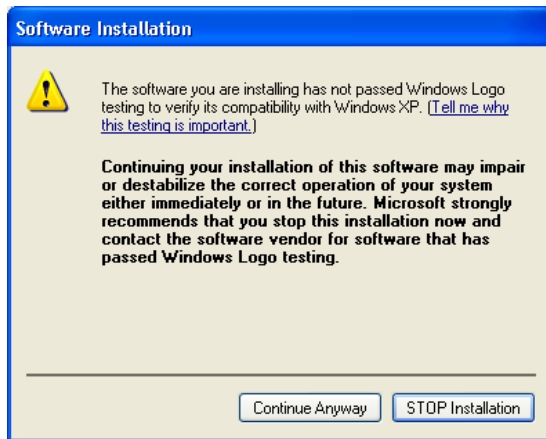 Software Installation
The software you are installing has not passed Windows Logo
testing to verify its compatibility with Windows XP. (Tell me why
this testing is important.)
Continuing your installation of this software may impair
or destabilize the correct operation of your system
either immediately or in the future. Microsoft strongly
recommends that you stop this installation now and
contact the software vendor for software that has
passed Windows Logo testing.
Continue Anyway
STOP Installation